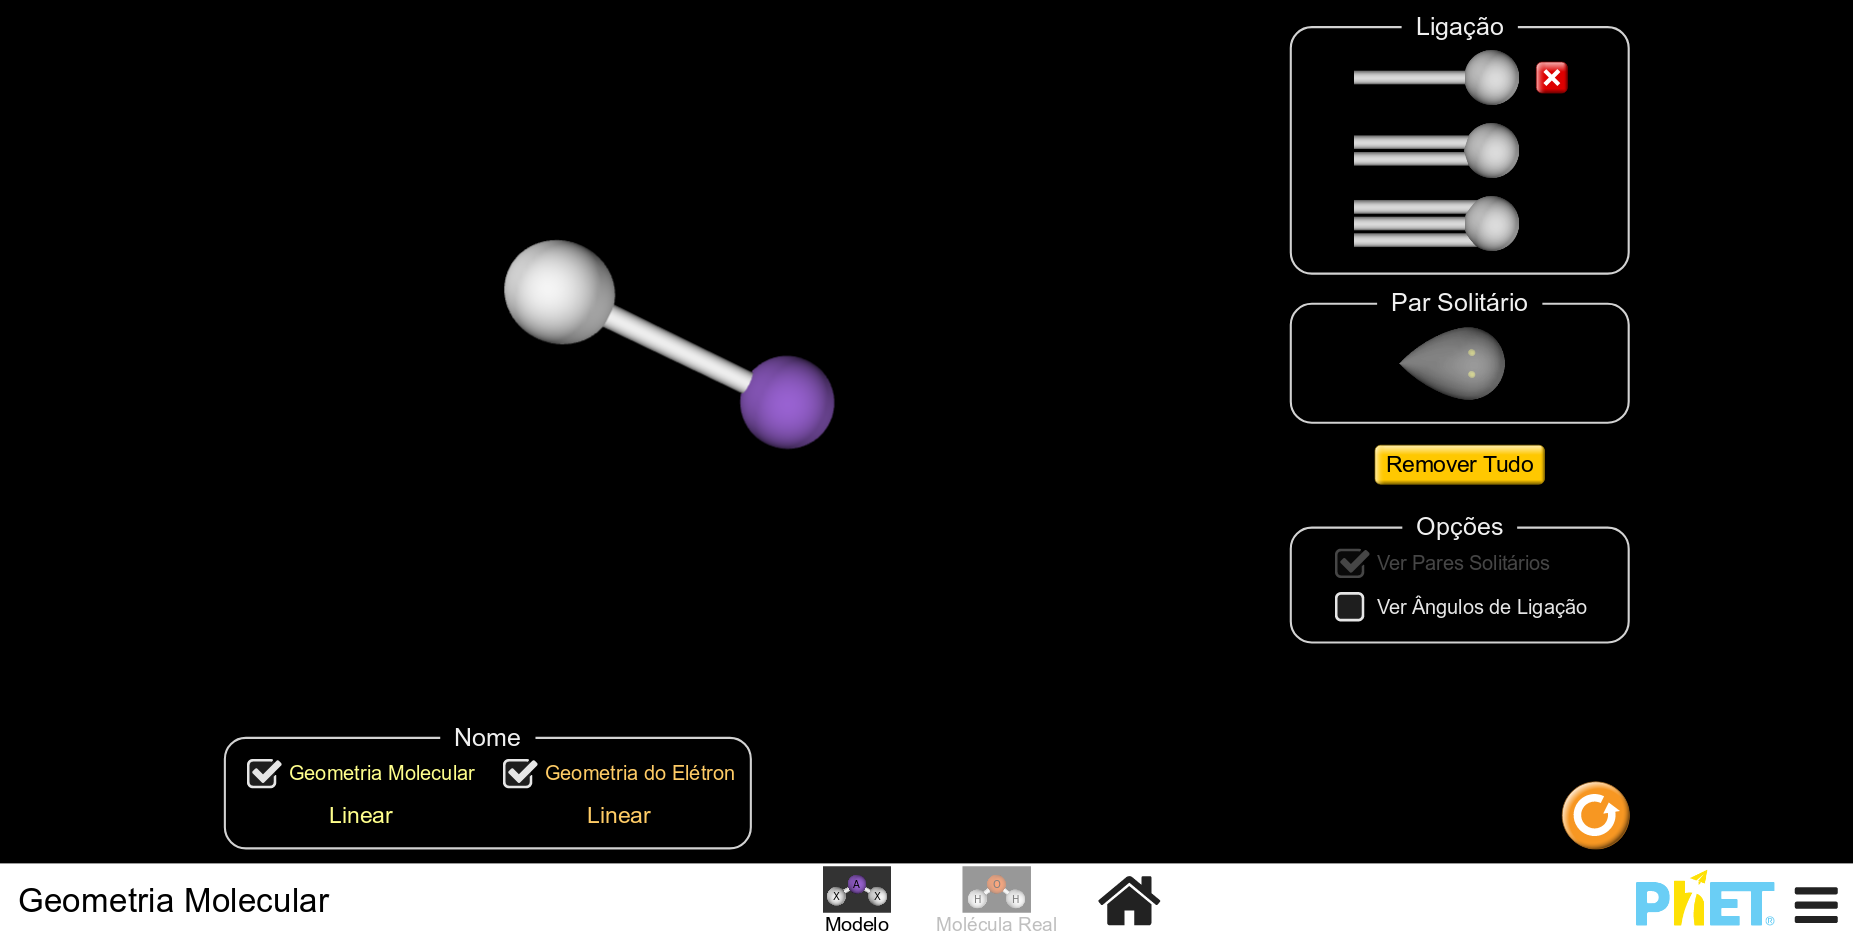 Ligação
Par Solitário
Remover Tudo
Opções
Ver Pares Solitários
Ver Ângulos de Ligação
Nome
Geometria Molecular
Geometria do Elétron
Linear
Linear
Geometria Molecular
X A X
Modelo
H O H
Molécula Real
PhET®